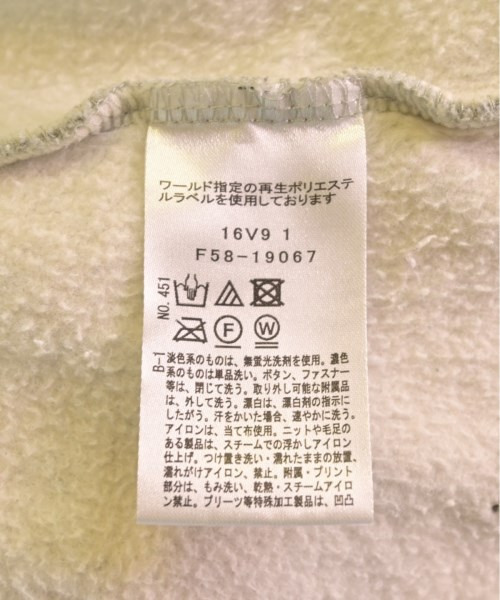 ワールド指定の再生ポリエステ
ルラベルを使用しております
16V9 1
F58-19067
NO.451
F
W
B-1
淡色系のものは、無蛍光洗剤を使用。濃色
系のものは単品洗い。ボタン、ファスナー
等は、閉じて洗う。取り外し可能な附属品
は、外して洗う。漂白は、漂白剤の指示に
したがう。汗をかいた場合、速やかに洗う。
アイロンは、当て布使用。ニットや毛足の
ある製品は、スチームでの浮かしアイロン
仕上げ。つけ置き洗い・濡れたままの放置、
濡れがけアイロン、禁止。附属・プリント
部分は、もみ洗い、乾熱・スチームアイロ
ン禁止。プリーツ等特殊加工製品は、凹凸